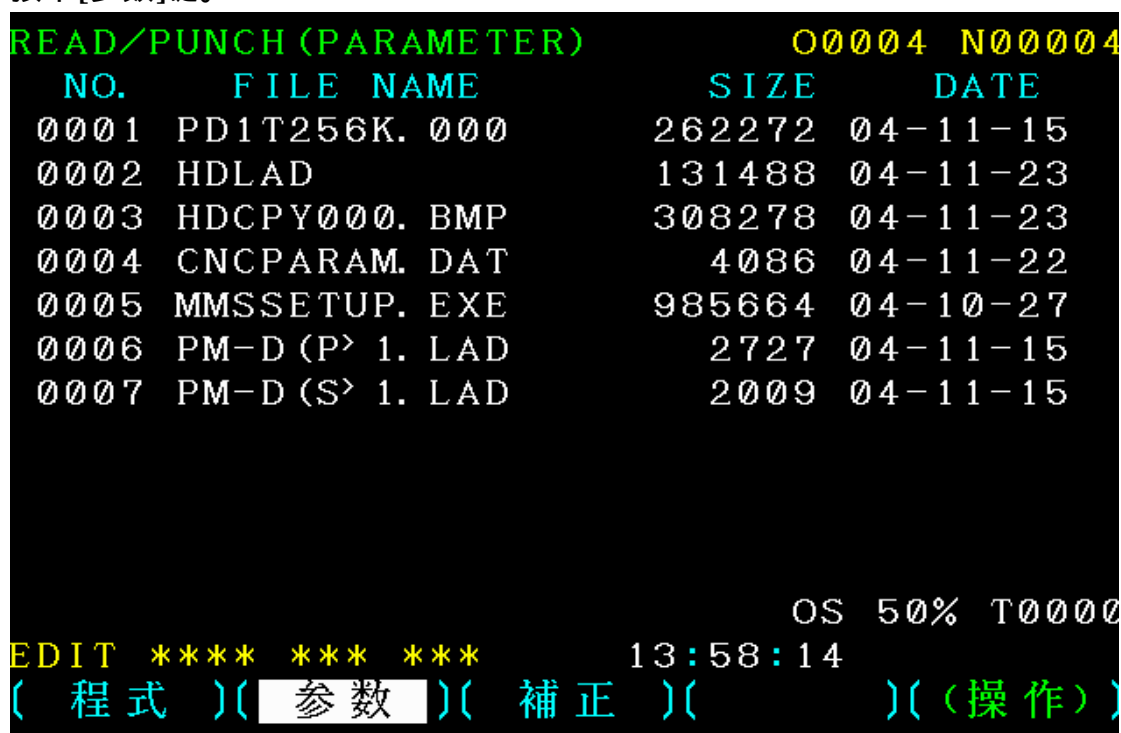 READ/PUNCH(PARAMETER) O0004 N00004
NO. FILE NAME SIZE DATE
0001 PD1T256K.000 262272 04-11-15
0002 HDLAD 131488 04-11-23
0003 HDCPY000.BMP 308278 04-11-23
0004 CNCPARAM.DAT 4086 04-11-22
0005 MMSSETUP.EXE 985664 04-10-27
0006 PM-D(P> 1.LAD 2727 04-11-15
0007 PM-D(S> 1.LAD 2009 04-11-15
OS 50% T0000
EDIT **** *** *** 13:58:14
( 程式 )( 参数 )( 補正 )( )((操作))